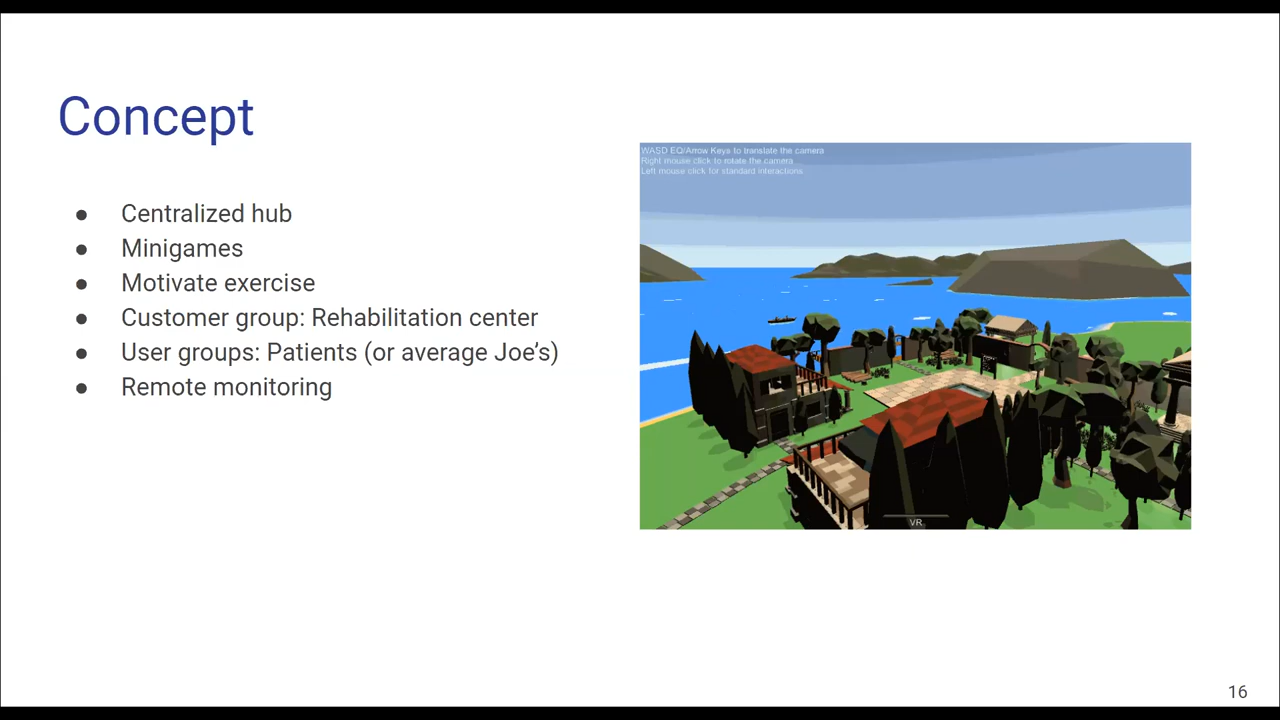 Concept
● Centralized hub
● Minigames
● Motivate exercise
● Customer group: Rehabilitation center
● User groups: Patients (or average Joe’s)
● Remote monitoring
WASD EQ/Arrow Keys to translate the camera
Right mouse click to rotate the camera
Left mouse click for standard interactions
VR
16